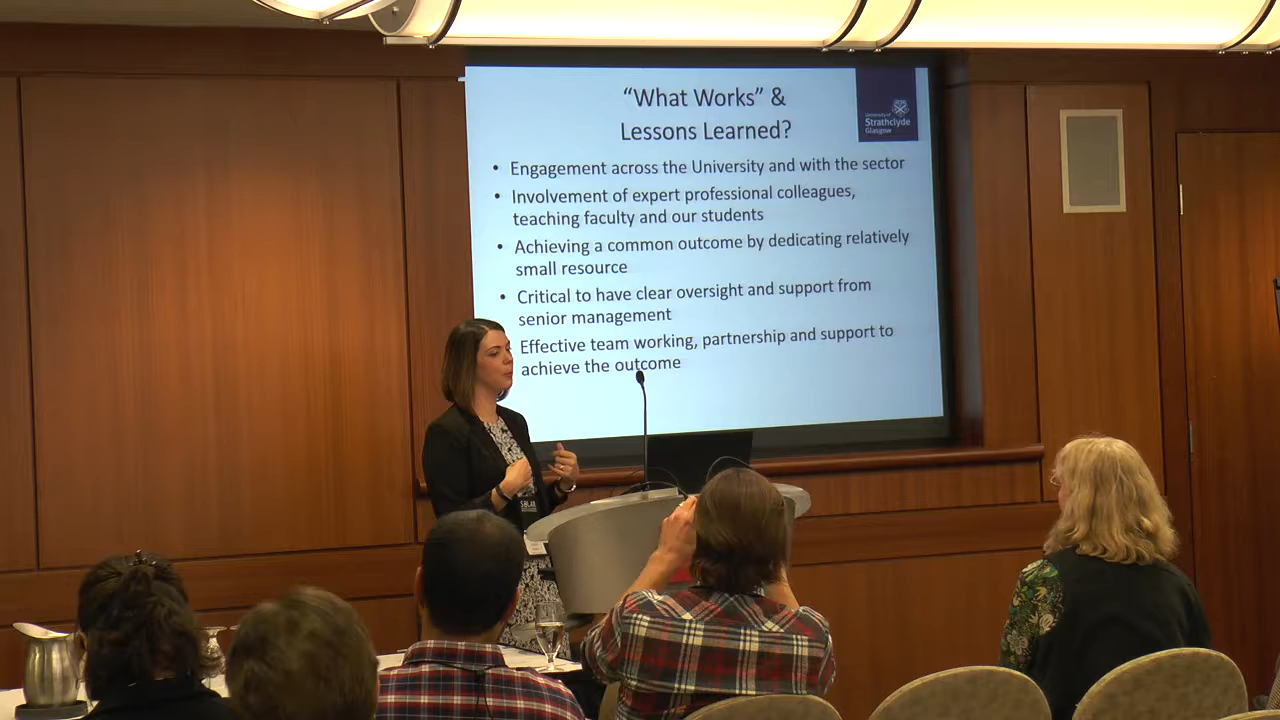 “What Works” &
Lessons Learned?
University of
Strathclyde
Glasgow
• Engagement across the University and with the sector
• Involvement of expert professional colleagues,
teaching faculty and our students
• Achieving a common outcome by dedicating relatively
small resource
• Critical to have clear oversight and support from
senior management
Effective team working, partnership and support to
achieve the outcome
SOLAR